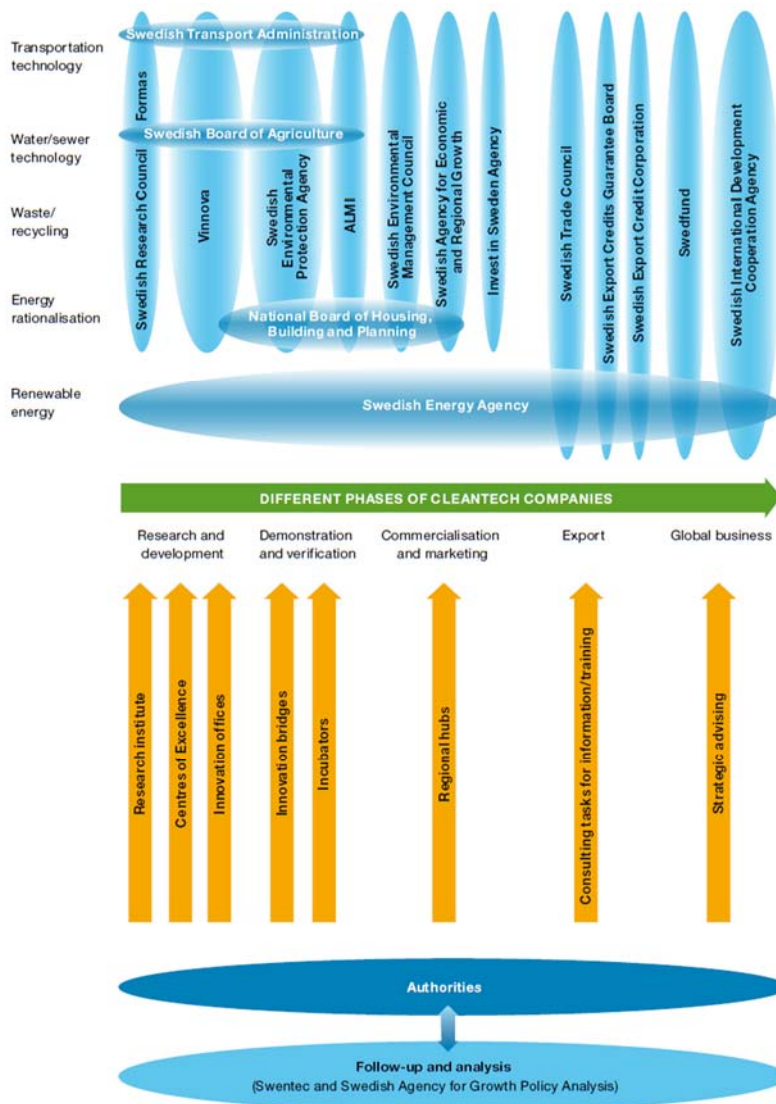 Transportation
technology
Water/sewer
technology
Waste/
recycling
Energy
rationalisation
Renewable
energy
Swedish Transport Administration
Swedish Board of Agriculture
National Board of Housing,
Building and Planning
Swedish Energy Agency
Swedish Research Council
Formas
Vinnova
Swedish
Environmental
Protection Agency
ALMI
Swedish Environmental
Management Council
Swedish Agency for Economic
and Regional Growth
Invest in Sweden Agency
Swedish Trade Council
Swedish Export Credits Guarantee Board
Swedish Export Credit Corporation
Swedfund
Swedish International Development
Cooperation Agency
DIFFERENT PHASES OF CLEANTECH COMPANIES
Research and
development
Demonstration
and verification
Commercialisation
and marketing
Export
Global business
Research institute
Centres of Excellence
Innovation offices
Innovation bridges
Incubators
Regional hubs
Consulting tasks for information/training
Strategic advising
Authorities
Follow-up and analysis
(Swentec and Swedish Agency for Growth Policy Analysis)